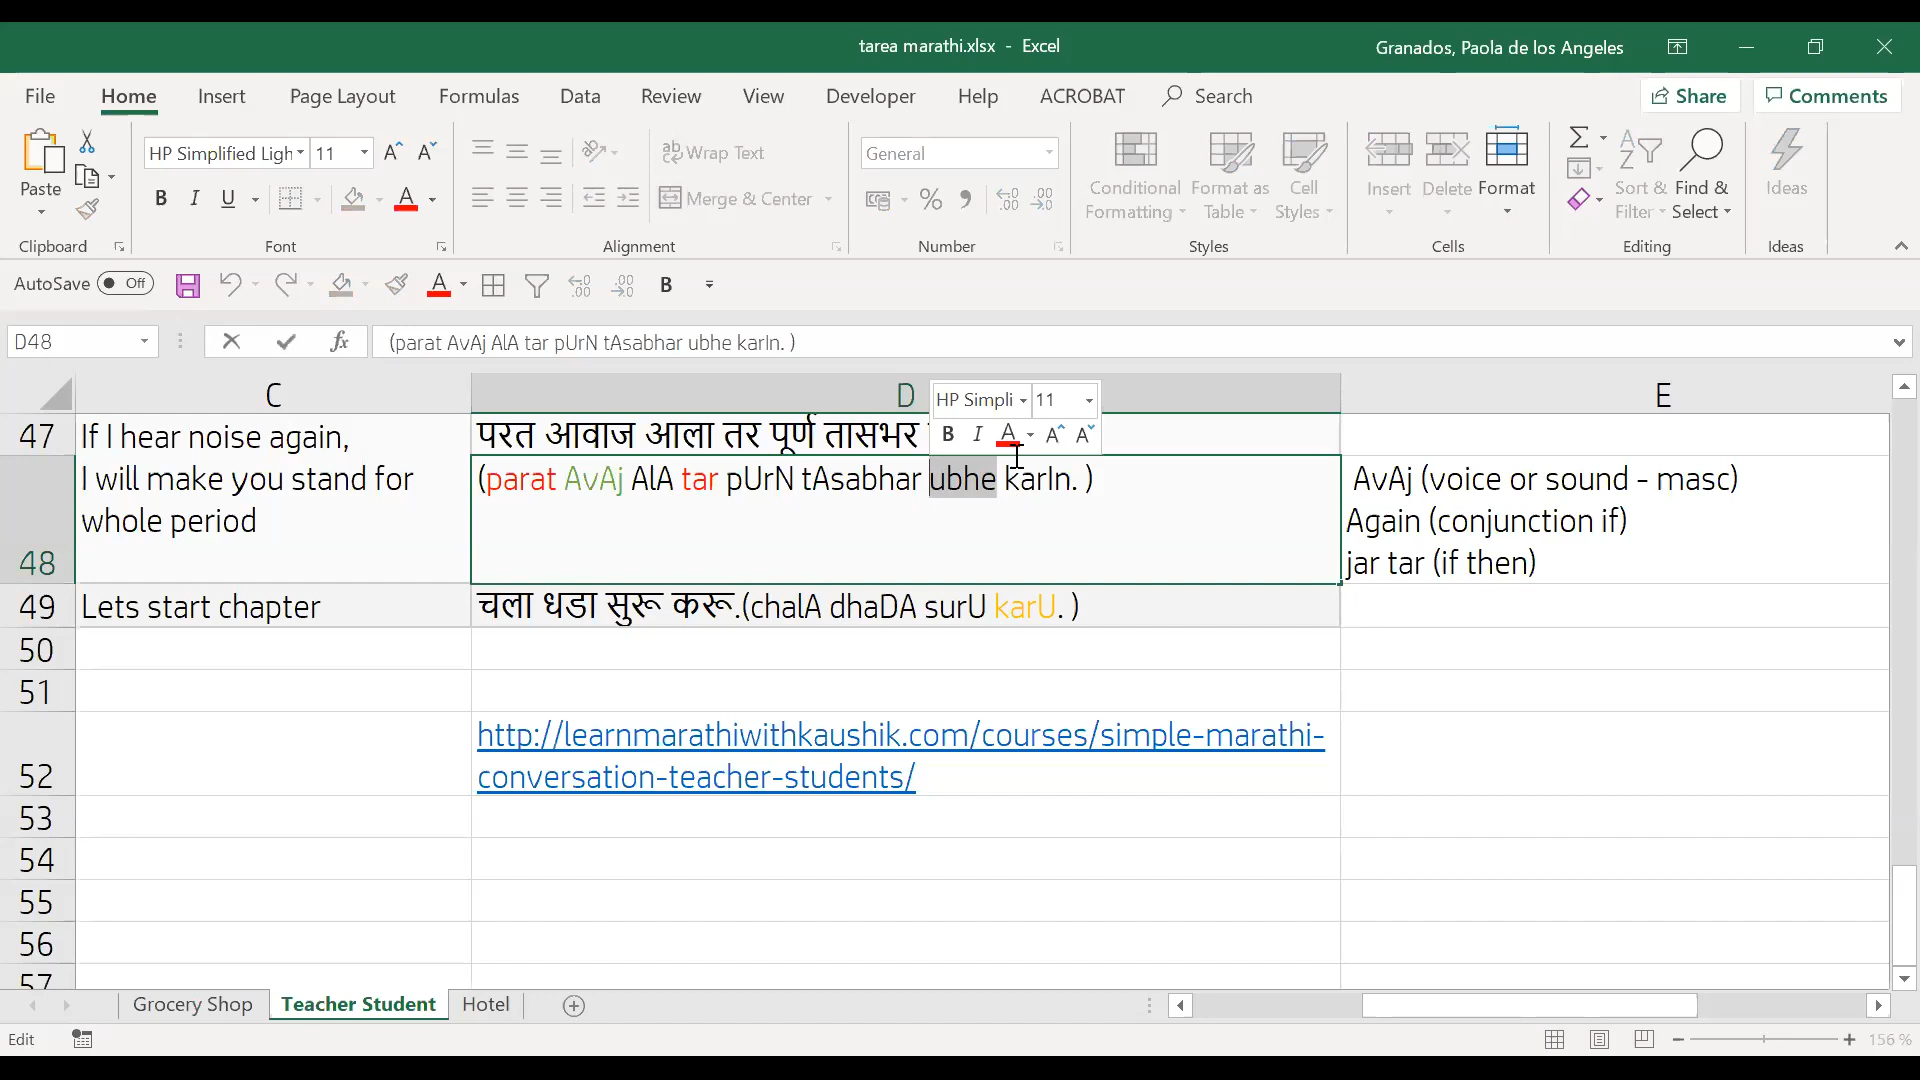 tarea marathi.xlsx - Excel
Granados, Paola de los Angeles
File Home Insert Page Layout Formulas Data Review View Developer Help ACROBAT Search
Share Comments
HP Simplified Ligh 11
Wrap Text
General
Paste
B I U
Merge & Center
Conditional Formatting
Format as Table
Cell Styles
Insert Delete Format
Sort & Filter
Find & Select
Ideas
Clipboard Font Alignment Number Styles Cells Editing Ideas
AutoSave Off
B
D48
(parat AvAj AlA tar pUrN tAsabhar ubhe karIn. )
C D E
HP Simpli 11
B I A
47 If I hear noise again,
परत आवाज आला तर पूर्ण तासभर
48 I will make you stand for
whole period
(parat AvAj AlA tar pUrN tAsabhar ubhe karIn. )
AvAj (voice or sound - masc)
Again (conjunction if)
jar tar (if then)
49 Lets start chapter
चला धडा सुरू करू.(chalA dhaDA surU karU. )
50
51
52
http://learnmarathiwithkaushik.com/courses/simple-marathi-
conversation-teacher-students/
53
54
55
56
57
Grocery Shop Teacher Student Hotel
Edit
156 %